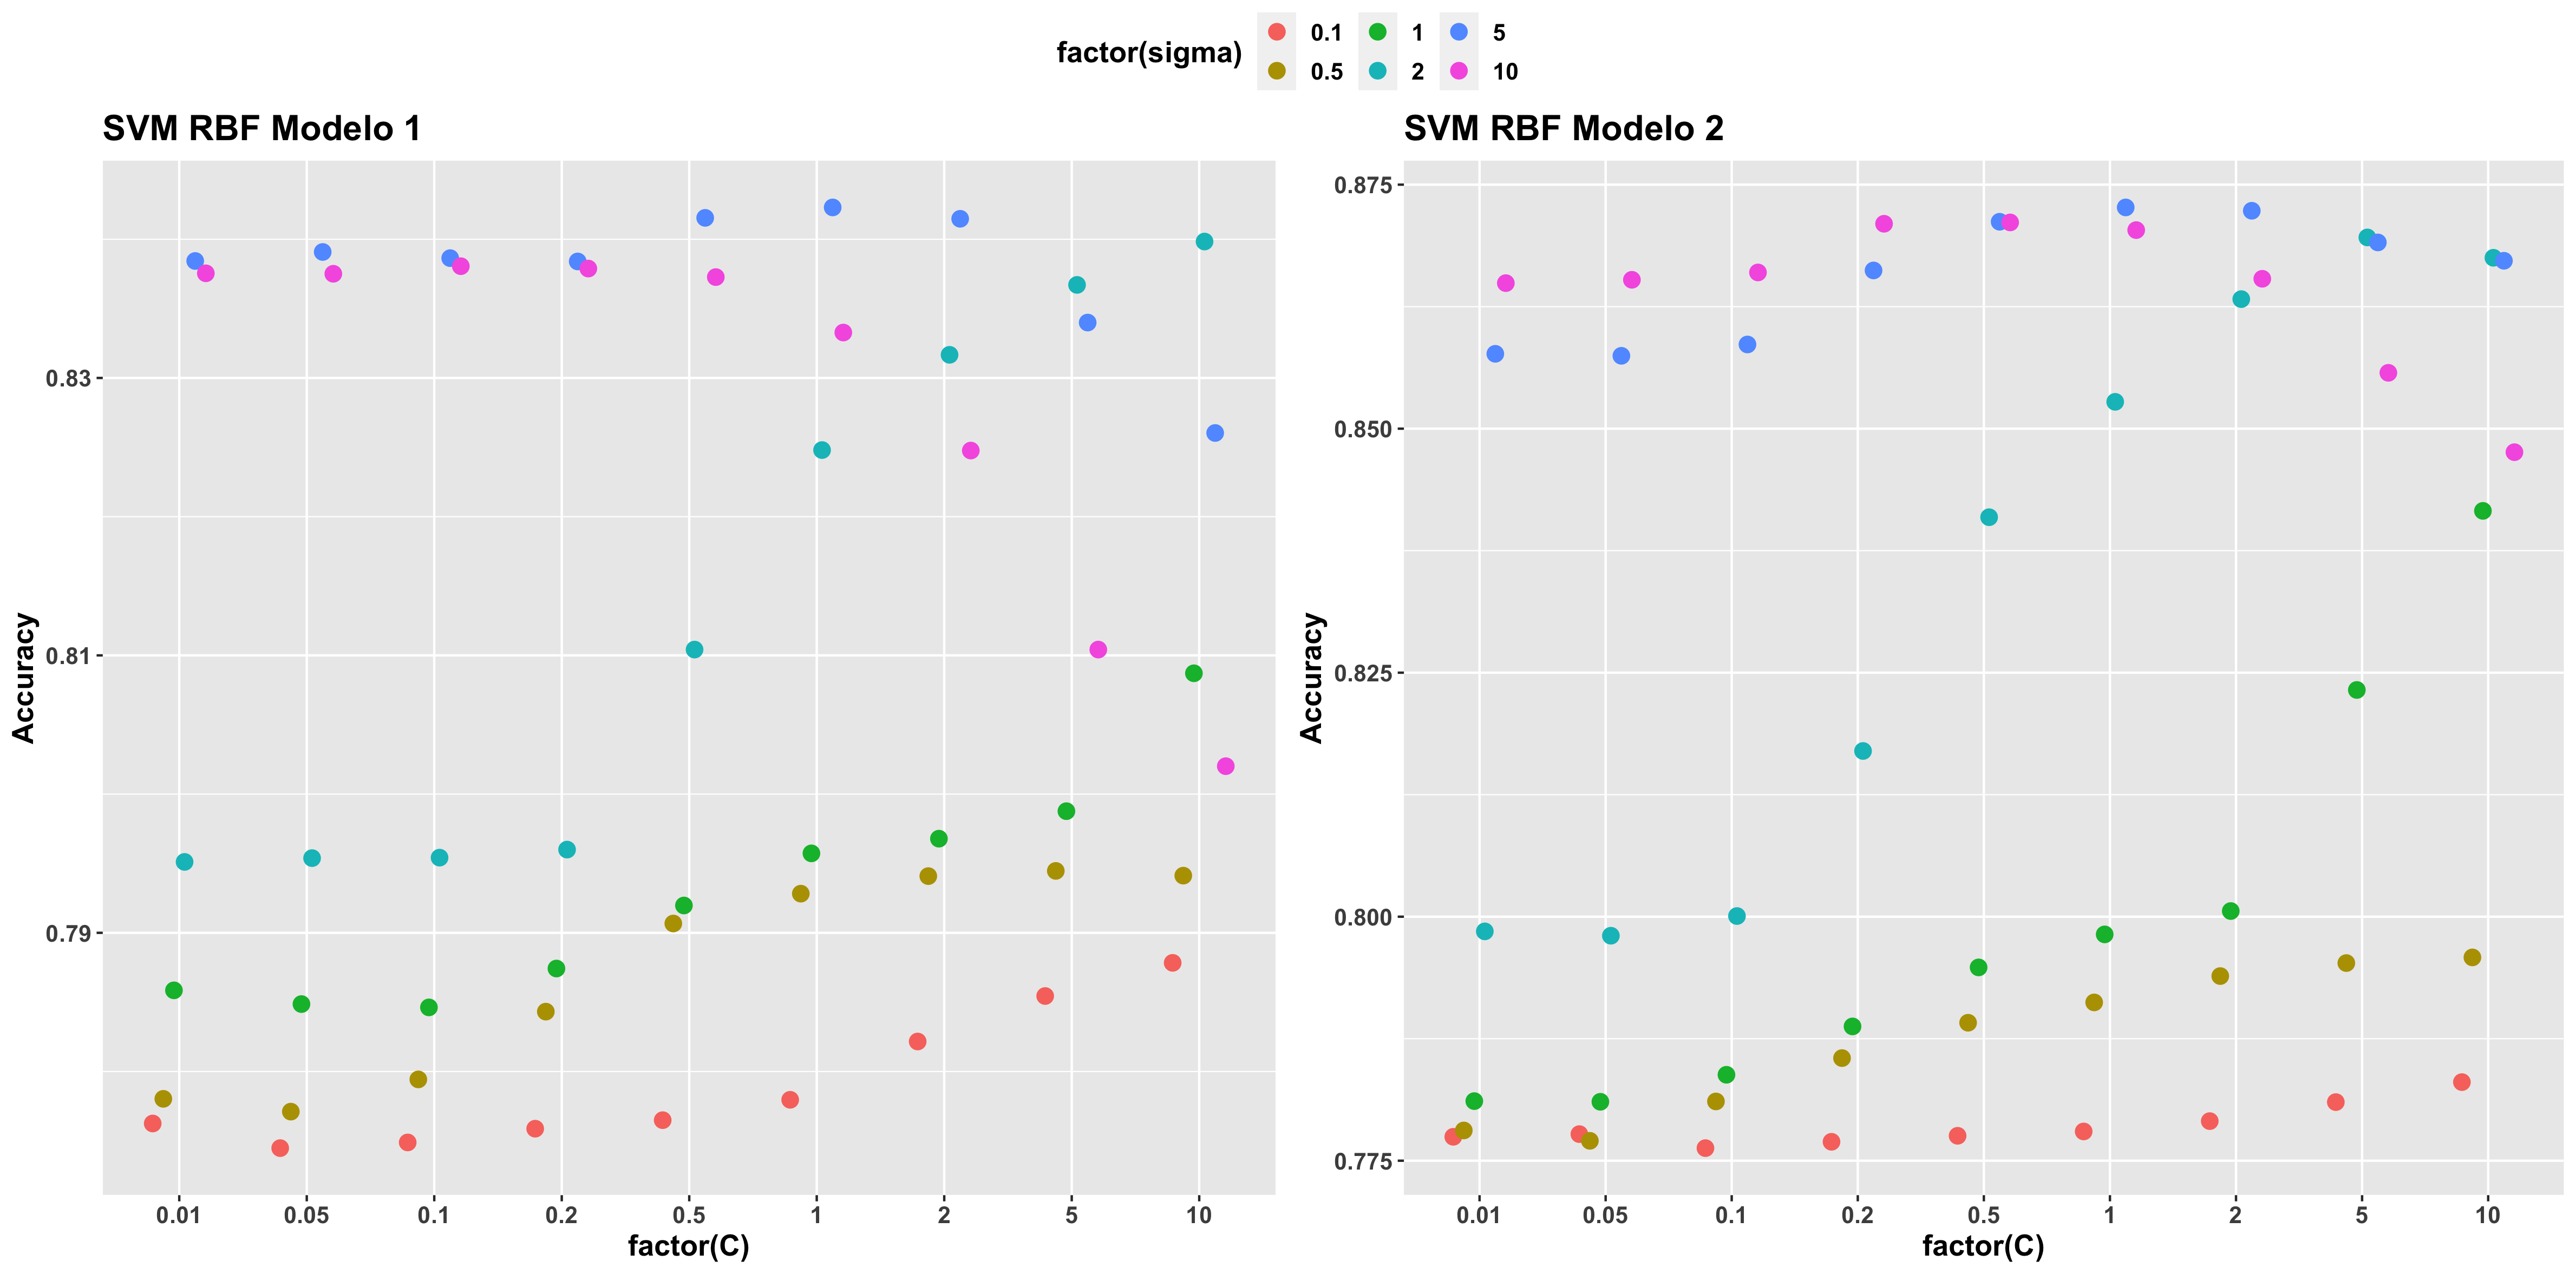 factor(sigma)
0.1 1 5
0.5 2 10
SVM RBF Modelo 1
Accuracy
0.83
0.81
0.79
0.01 0.05 0.1 0.2 0.5 1 2 5 10
factor(C)
SVM RBF Modelo 2
Accuracy
0.875
0.850
0.825
0.800
0.775
0.01 0.05 0.1 0.2 0.5 1 2 5 10
factor(C)